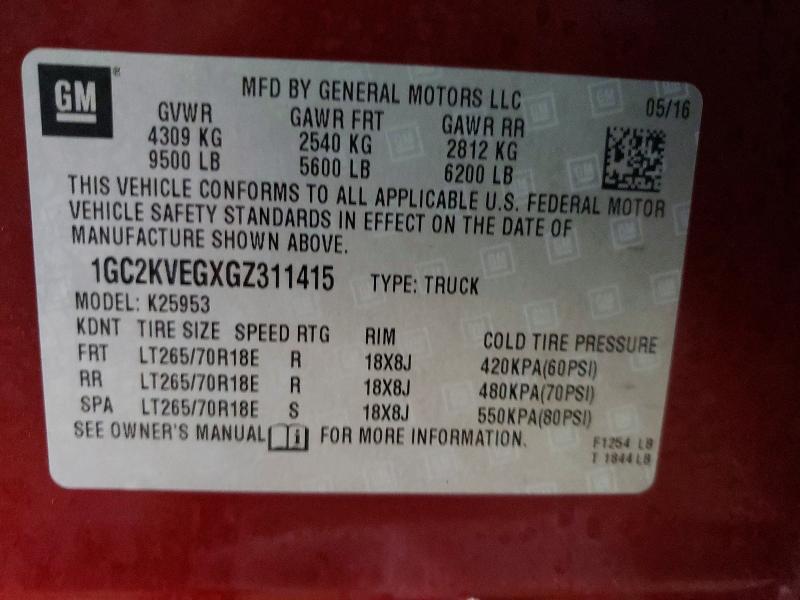 GM®
MFD BY GENERAL MOTORS LLC
05/16
GVWR GAWR FRT GAWR RR
4309 KG 2540 KG 2812 KG
9500 LB 5600 LB 6200 LB
THIS VEHICLE CONFORMS TO ALL APPLICABLE U.S. FEDERAL MOTOR
VEHICLE SAFETY STANDARDS IN EFFECT ON THE DATE OF
MANUFACTURE SHOWN ABOVE.
1GC2KVEGXGZ311415 TYPE: TRUCK
MODEL: K25953
KDNT TIRE SIZE SPEED RTG RIM COLD TIRE PRESSURE
FRT LT265/70R18E R 18X8J 420KPA(60PSI)
RR LT265/70R18E R 18X8J 480KPA(70PSI)
SPA LT265/70R18E S 18X8J 550KPA(80PSI)
SEE OWNER'S MANUAL i FOR MORE INFORMATION.
F1254 LB
T 1844LB